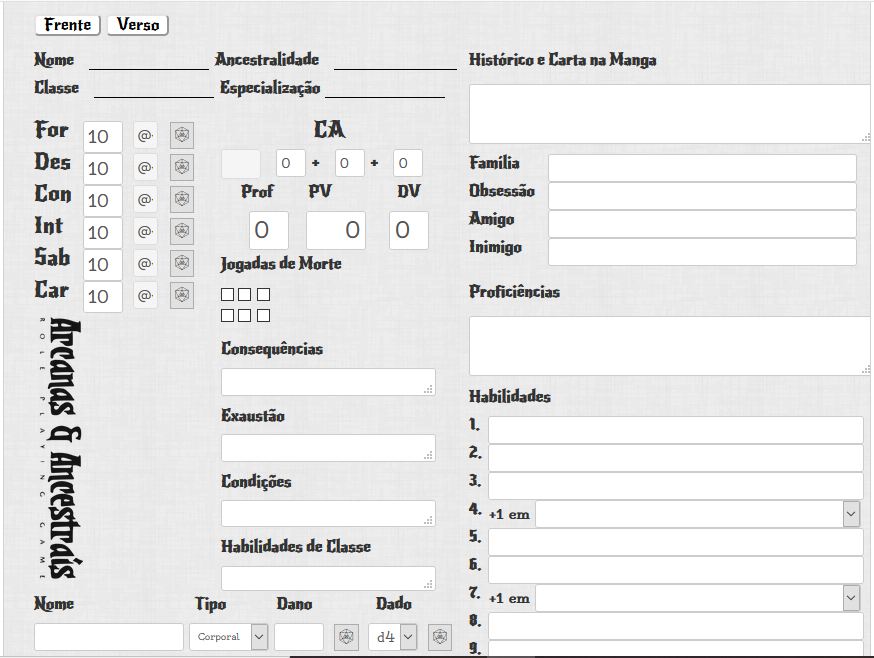 Frente Verso
Nome Ancestralidade
Classe Especialização
Histórico e Carta na Manga
For 10 @
Des 10 @
Con 10 @
Int 10 @
Sab 10 @
Car 10 @
CA
0 + 0 + 0
Prof PV DV
0 0 0
Jogadas de Morte
Consequências
Exaustão
Condições
Habilidades de Classe
Família
Obsessão
Amigo
Inimigo
Proficiências
Habilidades
1.
2.
3.
4. +1 em
5.
6.
7. +1 em
8.
9.
Arcanas & Ancestrais
ROLE PLAYING GAME
Nome Tipo Dano Dado
Corporal d4